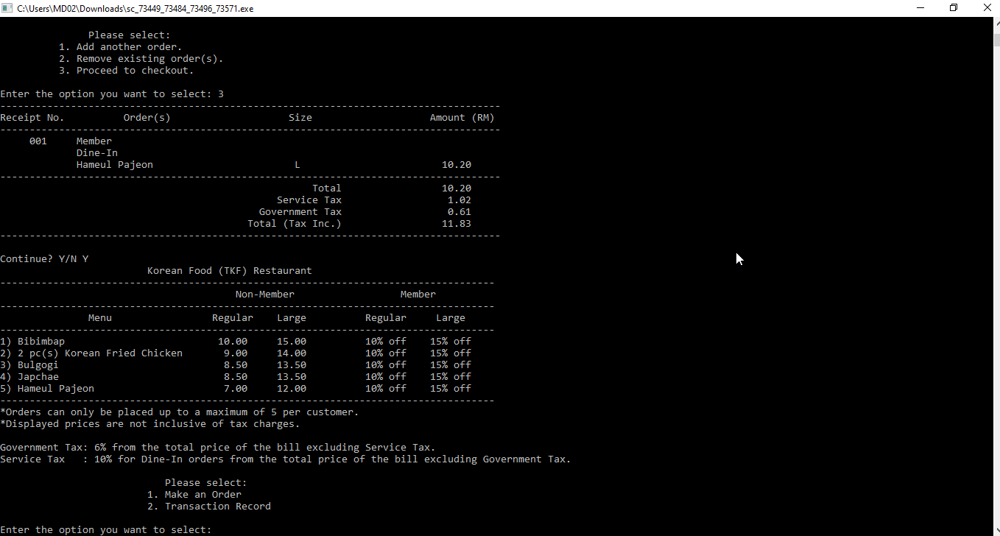 C:\Users\MD02\Downloads\sc_73449_73484_73496_73571.exe
Please select:
1. Add another order.
2. Remove existing order(s).
3. Proceed to checkout.
Enter the option you want to select: 3
Receipt No. Order(s) Size Amount (RM)
001 Member
Dine-In
Hameul Pajeon L 10.20
Total 10.20
Service Tax 1.02
Government Tax 0.61
Total (Tax Inc.) 11.83
Continue? Y/N Y
Korean Food (TKF) Restaurant
Non-Member Member
Menu Regular Large Regular Large
1) Bibimbap 10.00 15.00 10% off 15% off
2) 2 pc(s) Korean Fried Chicken 9.00 14.00 10% off 15% off
3) Bulgogi 8.50 13.50 10% off 15% off
4) Japchae 8.50 13.50 10% off 15% off
5) Hameul Pajeon 7.00 12.00 10% off 15% off
*Orders can only be placed up to a maximum of 5 per customer.
*Displayed prices are not inclusive of tax charges.
Government Tax: 6% from the total price of the bill excluding Service Tax.
Service Tax : 10% for Dine-In orders from the total price of the bill excluding Government Tax.
Please select:
1. Make an Order
2. Transaction Record
Enter the option you want to select: